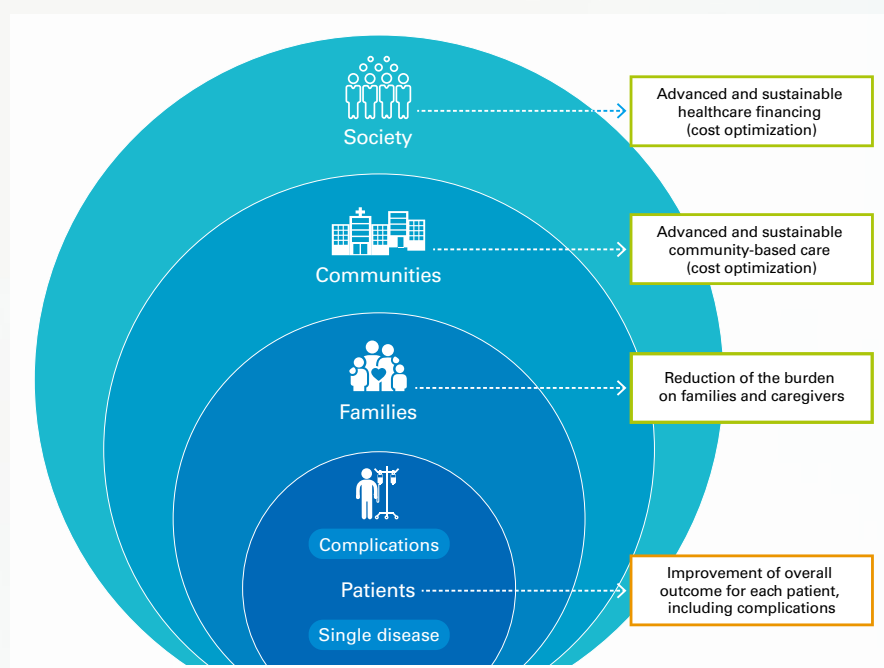 Society
Advanced and sustainable
healthcare financing
(cost optimization)
Communities
Advanced and sustainable
community-based care
(cost optimization)
Families
Reduction of the burden
on families and caregivers
Complications
Patients
Single disease
Improvement of overall
outcome for each patient,
including complications